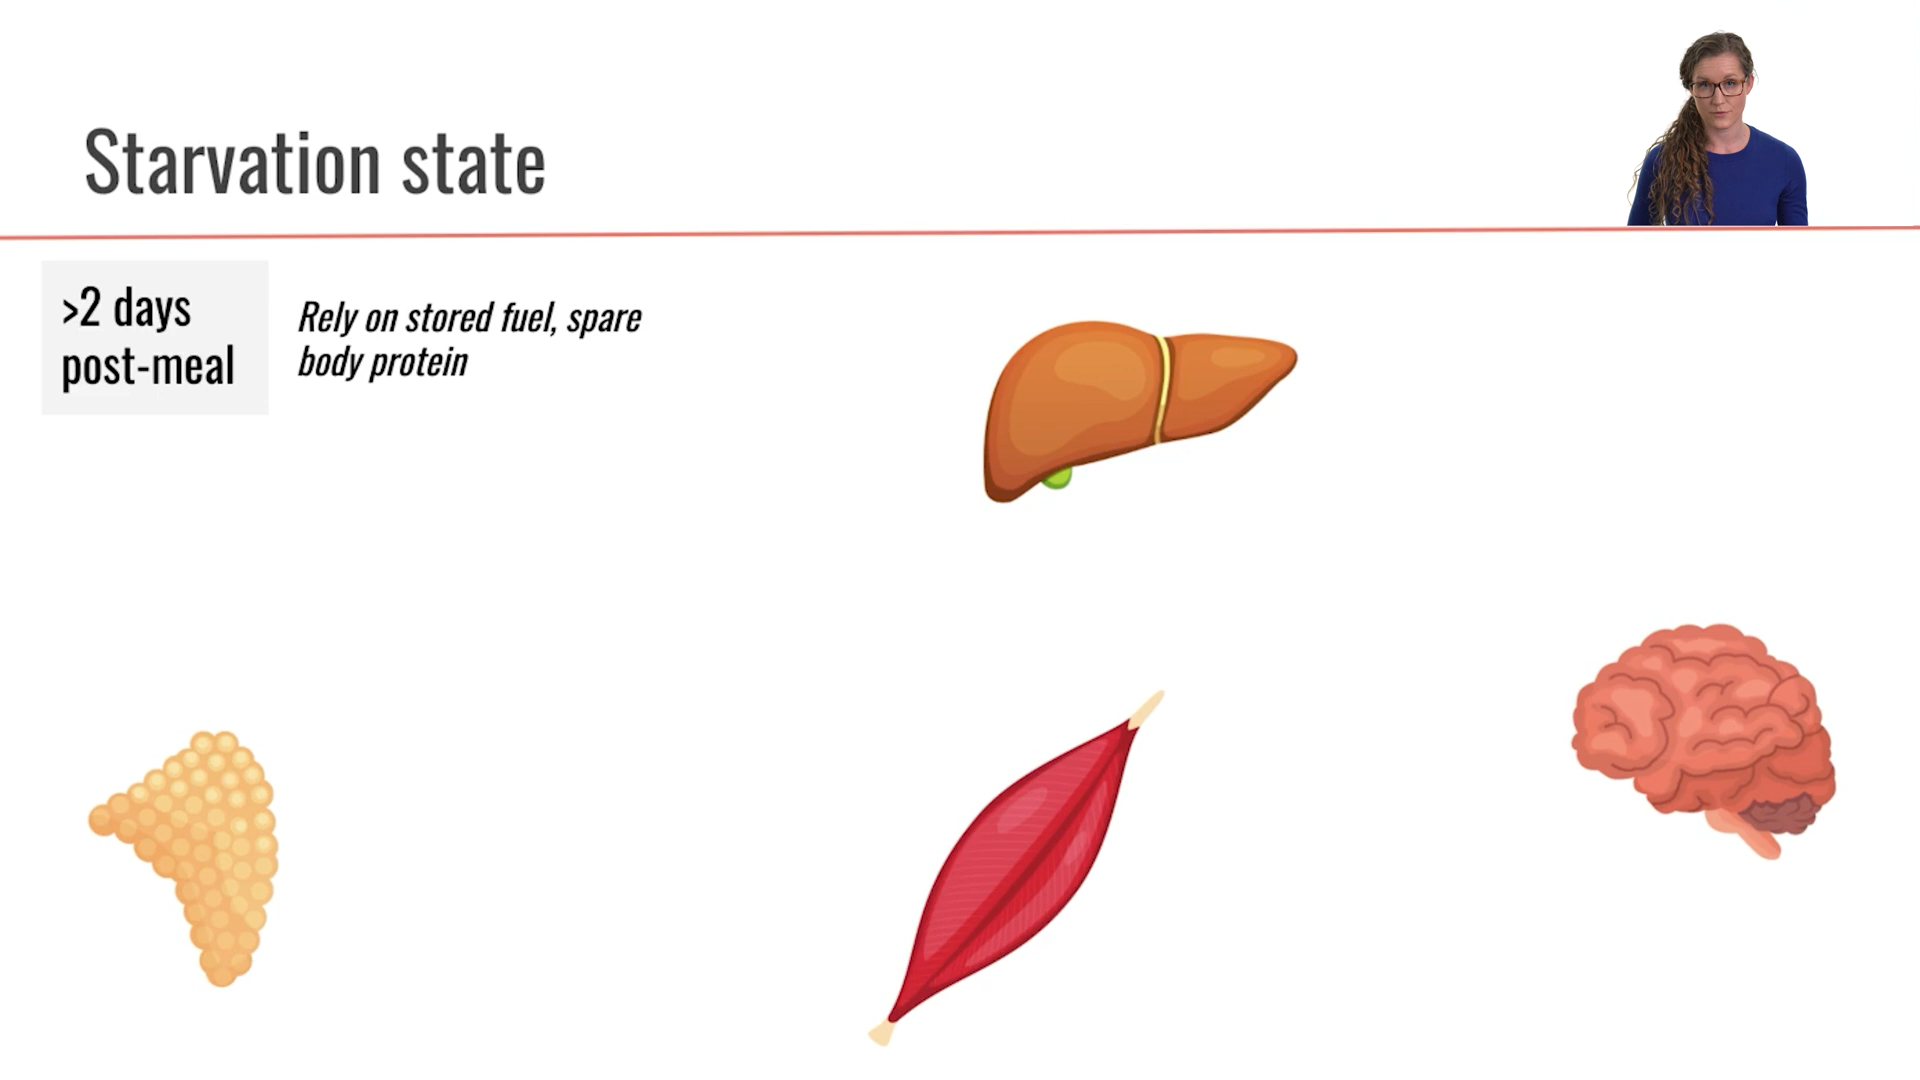 Starvation state
>2 days
post-meal
Rely on stored fuel, spare
body protein